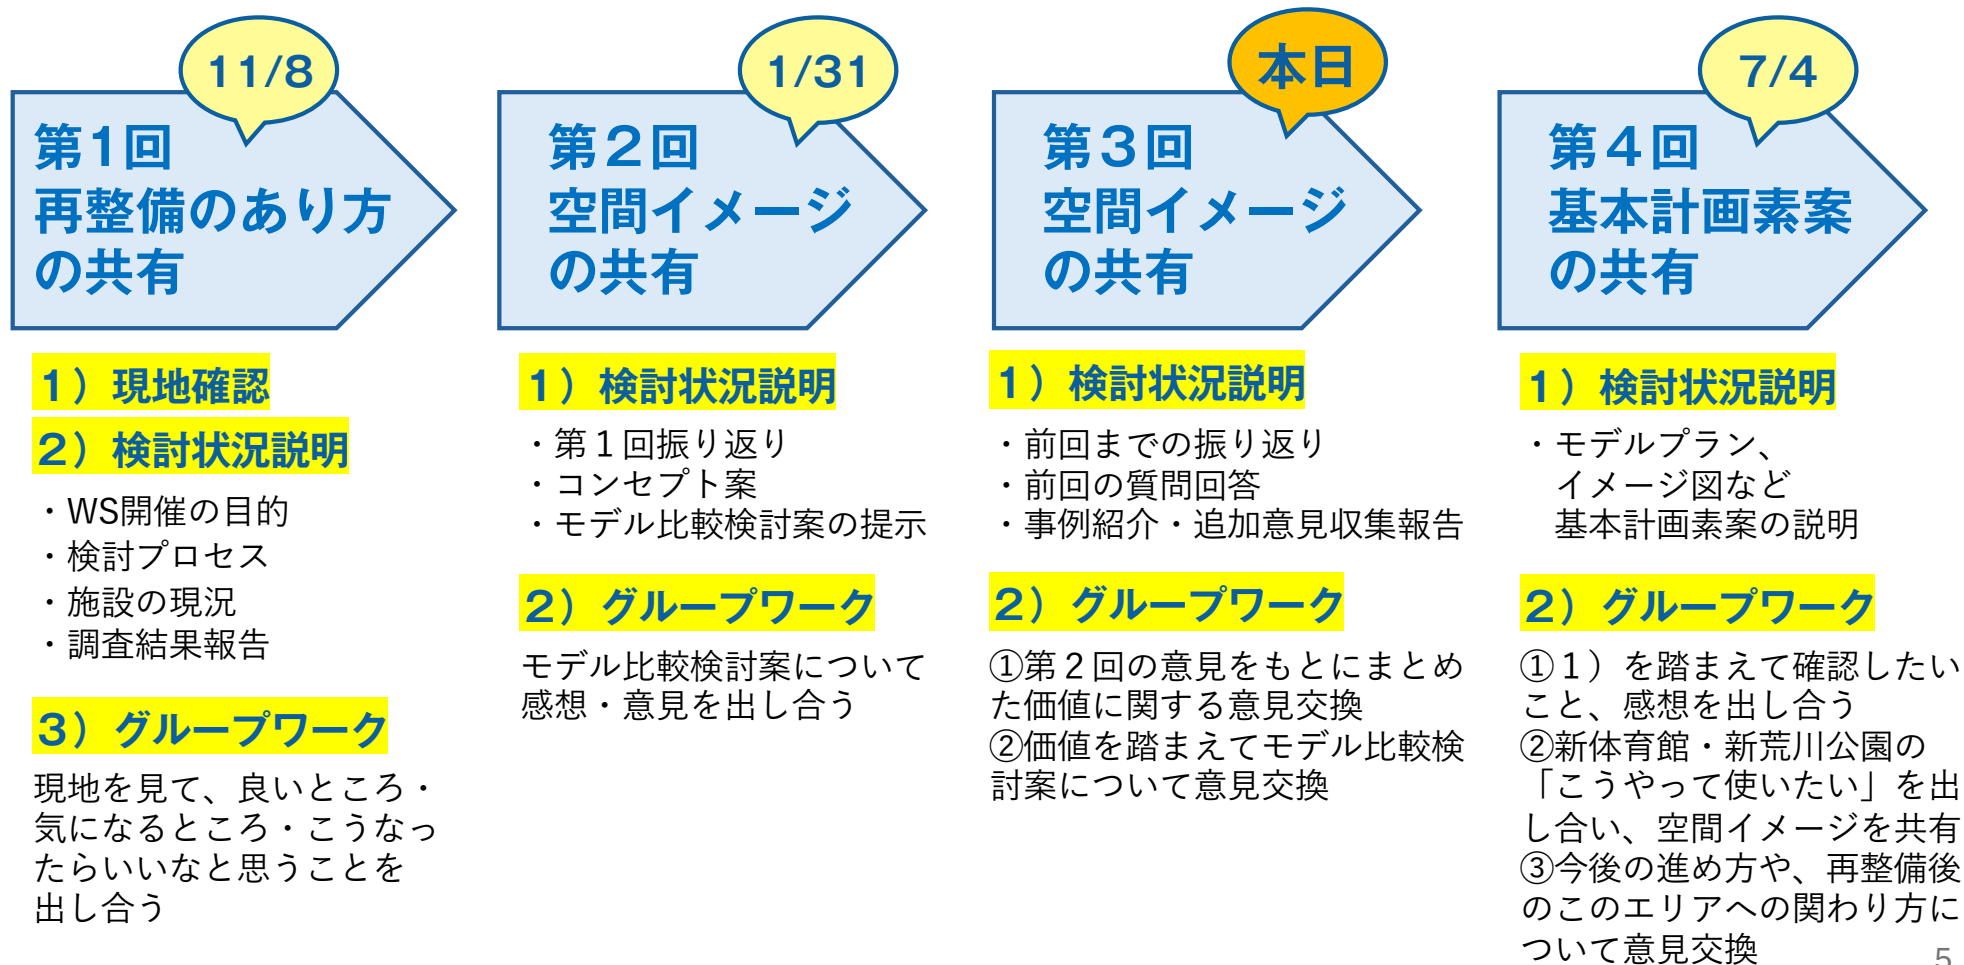 11/8
第1回
再整備のあり方
の共有
1）現地確認
2）検討状況説明
・WS開催の目的
・検討プロセス
・施設の現況
・調査結果報告
3）グループワーク
現地を見て、良いところ・
気になるところ・こうなっ
たらいいなと思うことを
出し合う
1/31
第２回
空間イメージ
の共有
1）検討状況説明
・第１回振り返り
・コンセプト案
・モデル比較検討案の提示
2）グループワーク
モデル比較検討案について
感想・意見を出し合う
本日
第３回
空間イメージ
の共有
1）検討状況説明
・前回までの振り返り
・前回の質問回答
・事例紹介・追加意見収集報告
2）グループワーク
①第２回の意見をもとにまとめ
た価値に関する意見交換
②価値を踏まえてモデル比較検
討案について意見交換
7/4
第４回
基本計画素案
の共有
1）検討状況説明
・モデルプラン、
イメージ図など
基本計画素案の説明
2）グループワーク
①１）を踏まえて確認したい
こと、感想を出し合う
②新体育館・新荒川公園の
「こうやって使いたい」を出
し合い、空間イメージを共有
③今後の進め方や、再整備後
のこのエリアへの関わり方に
ついて意見交換
5